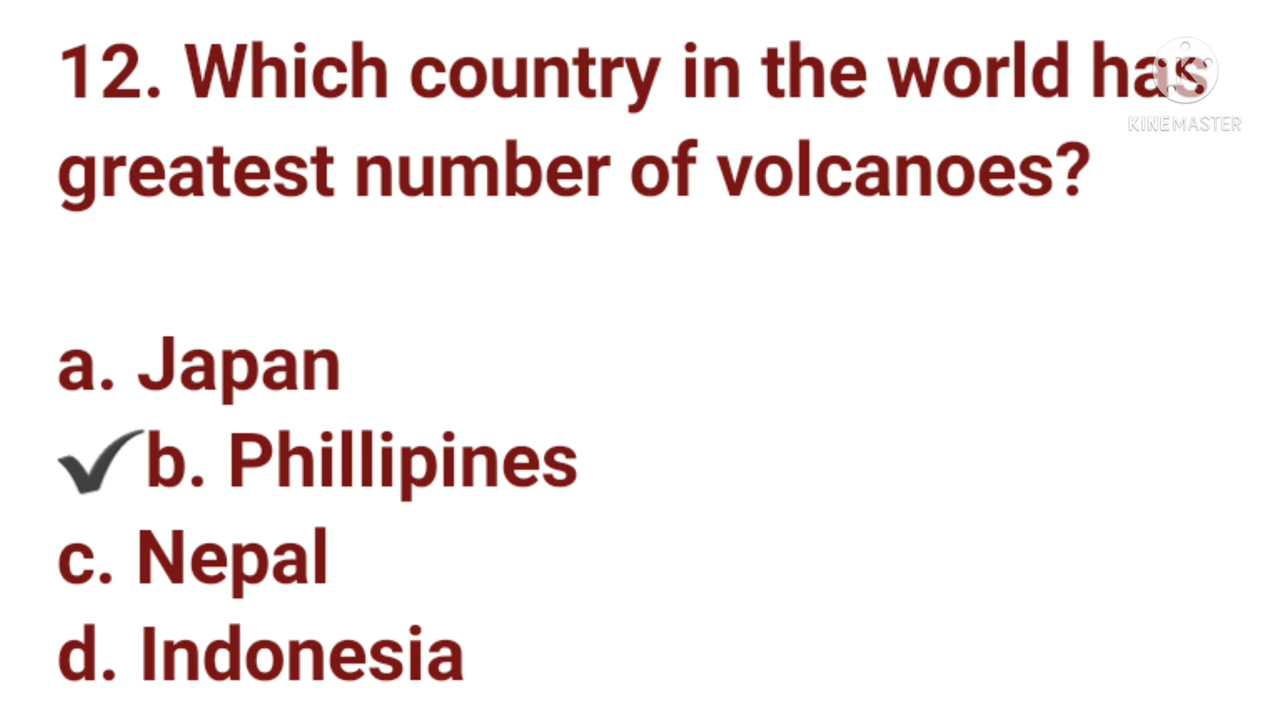 12. Which country in the world has
KINEMASTER
greatest number of volcanoes?
a. Japan
✔b. Phillipines
c. Nepal
d. Indonesia